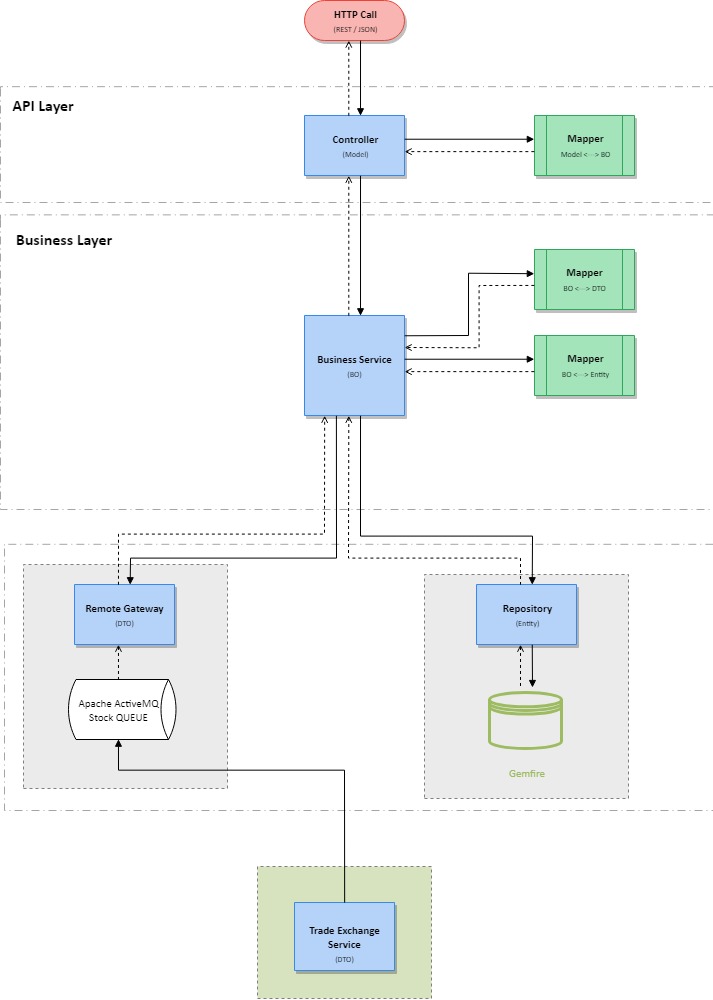 HTTP Call
(REST / JSON)
API Layer
Controller
(Model)
Mapper
Model <--> BO
Business Layer
Mapper
BO <--> DTO
Business Service
(BO)
Mapper
BO <--> Entity
Remote Gateway
(DTO)
Repository
(Entity)
Apache ActiveMQ
Stock QUEUE
Gemfire
Trade Exchange
Service
(DTO)